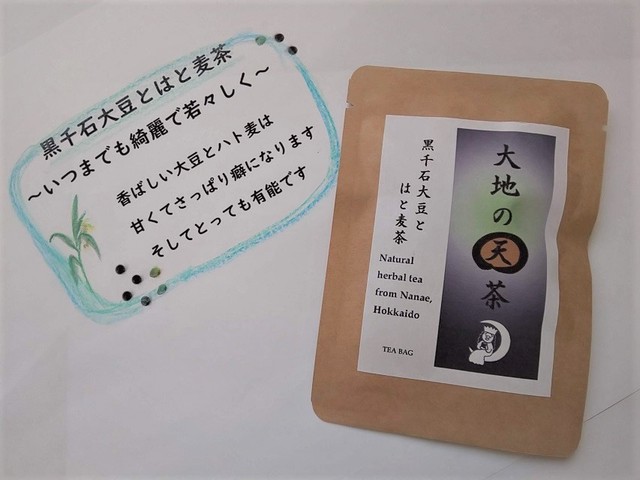 黒千石大豆とはと麦茶
～いつまでも綺麗で若々しく～
香ばしい大豆とハト麦は
甘くてさっぱり癖になります
そしてとっても有能です
大地の天茶
黒千石大豆と
はと麦茶
Natural
herbal tea
from Nanae,
Hokkaido
TEA BAG